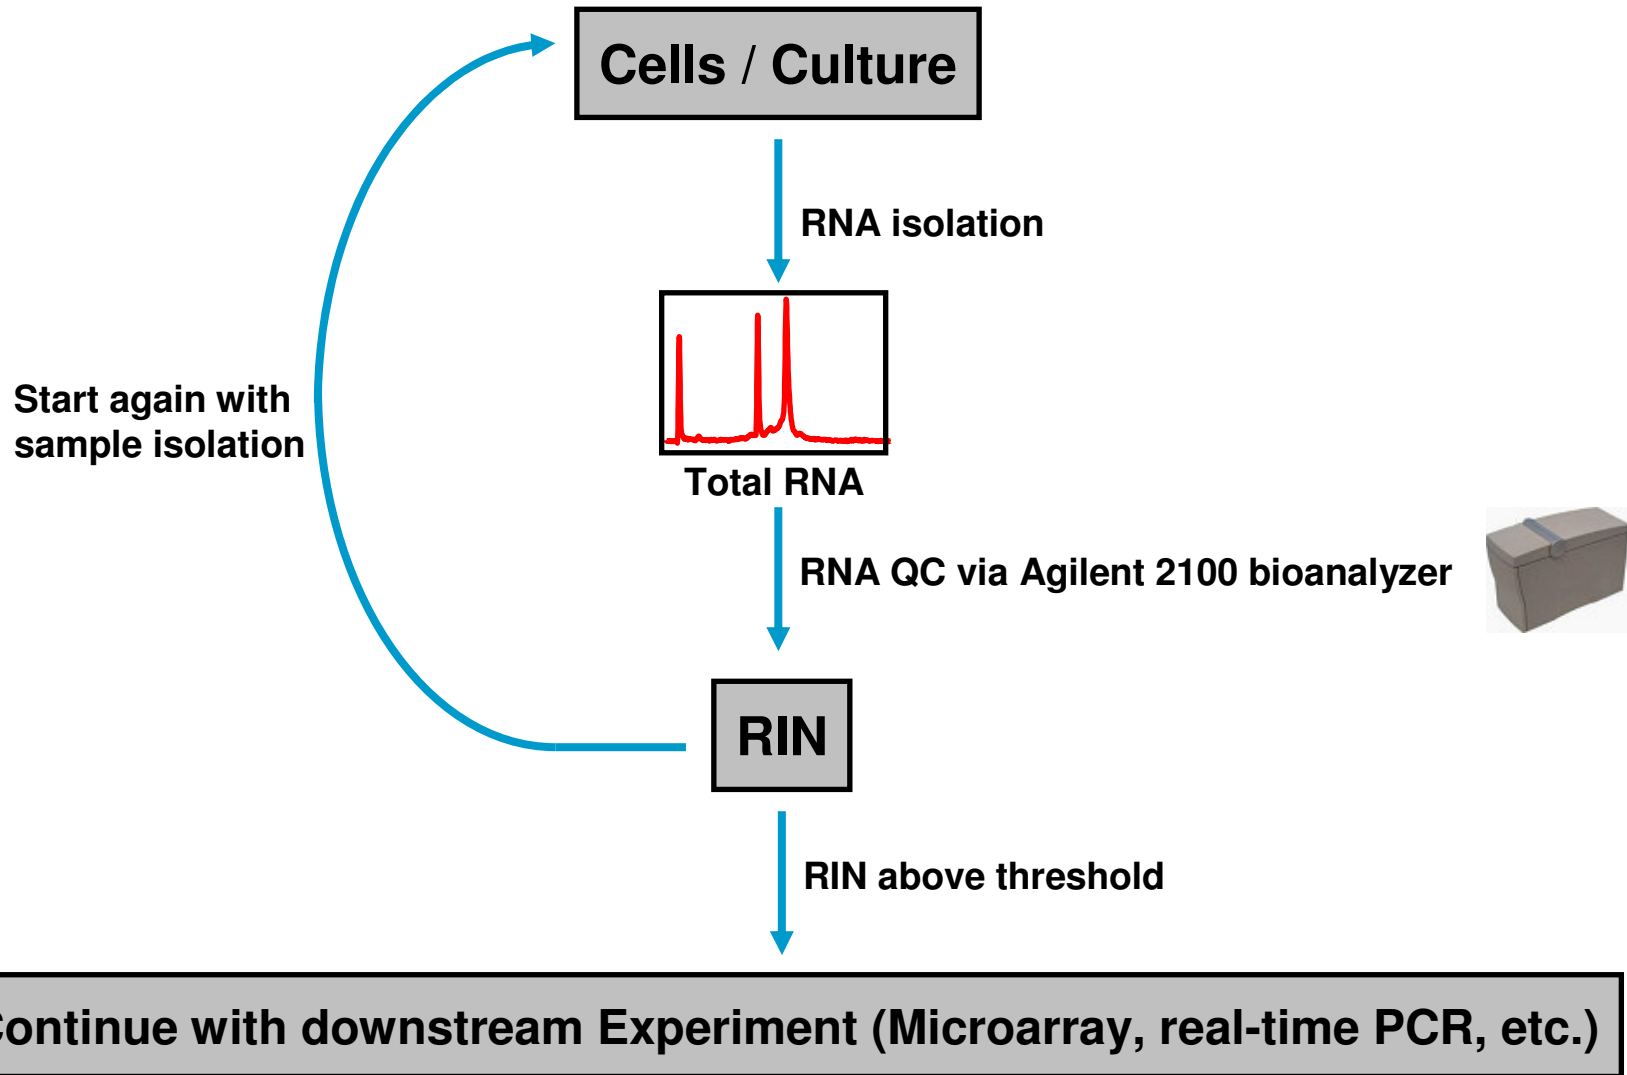 Cells / Culture
RNA isolation
Start again with
sample isolation
Total RNA
RNA QC via Agilent 2100 bioanalyzer
RIN
RIN above threshold
Continue with downstream Experiment (Microarray, real-time PCR, etc.)